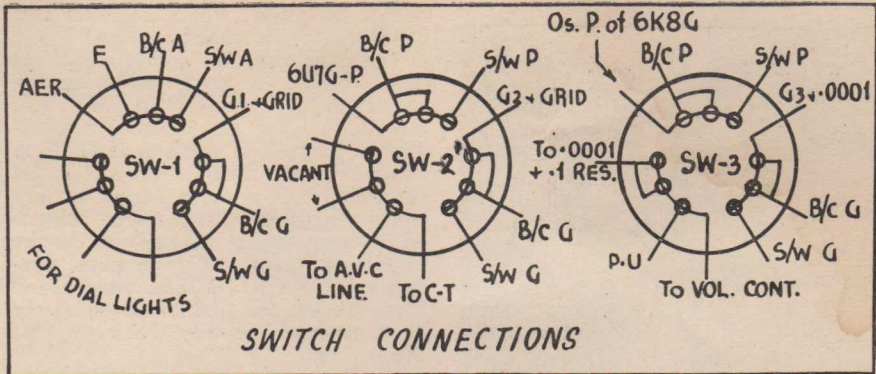 AER.
E
B/C A
S/W A
G.1.+GRID
SW-1
B/C G
S/W G
FOR DIAL LIGHTS
6U7G-P.
B/C P
S/W P
G2+GRID
SW-2
VACANT
B/C G
S/W G
To A.V.C
LINE.
To C-T
Os. P. of 6K8G
B/C P
S/W P
G3+.0001
To .0001
+ .1 RES.
SW-3
B/C G
S/W G
P.U
To VOL. CONT.
SWITCH CONNECTIONS